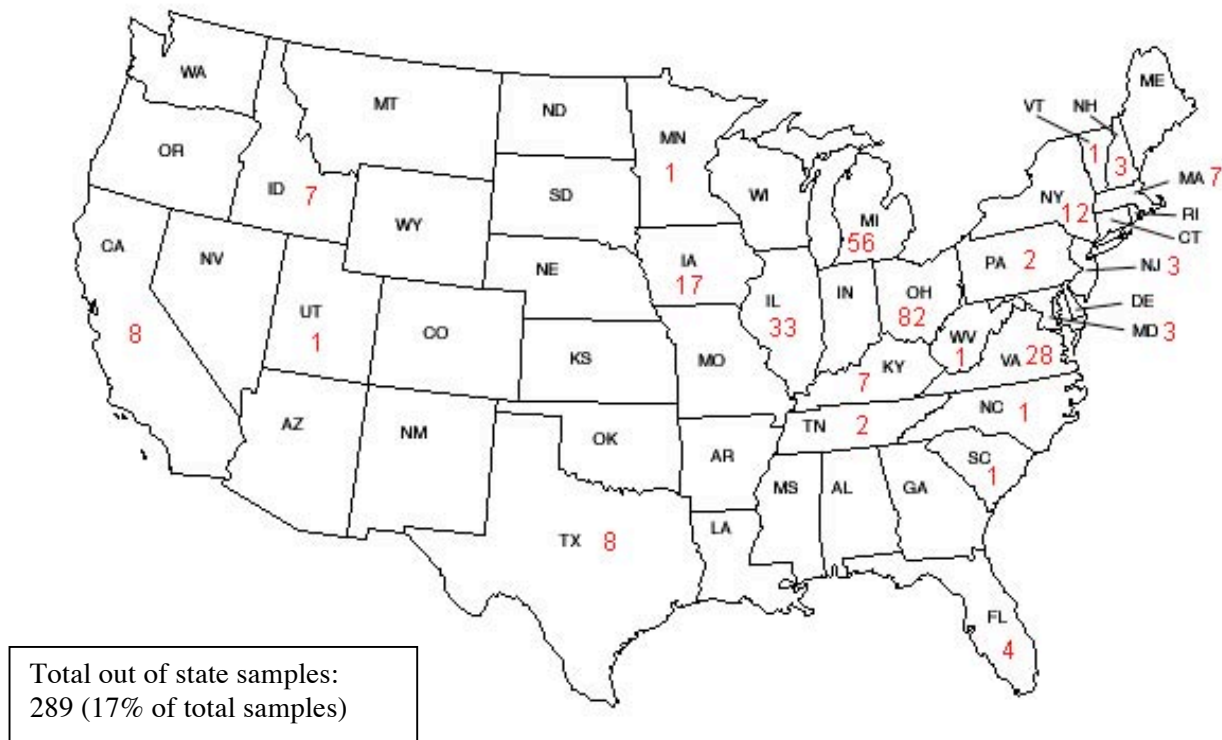 WA
MT
ND
MN
1
OR
ID 7
SD
WI
MI
56
VT
1
NH
3
ME
MA 7
NY
12
RI
CT
WY
CA
8
NV
NE
IA
17
PA 2
NJ 3
DE
MD 3
UT
1
CO
IL
33
IN
OH
82
WV
1
VA 28
KS
MO
KY
7
AZ
NM
OK
AR
TN 2
NC 1
SC
1
MS
AL
GA
TX 8
LA
FL
4
Total out of state samples:
289 (17% of total samples)